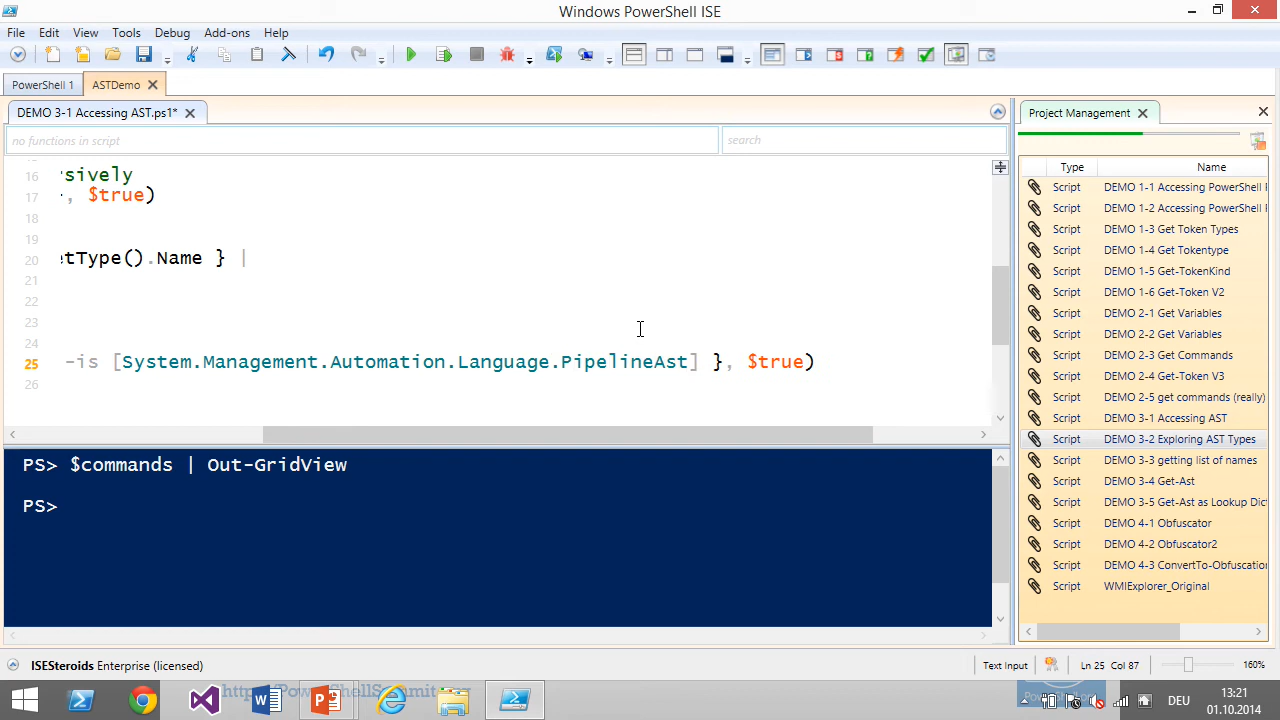 Windows PowerShell ISE
File Edit View Tools Debug Add-ons Help
PowerShell 1 ASTDemo
DEMO 3-1 Accessing AST.ps1*
no functions in script search
16 sively
17 , $true)
18
19
20 etType().Name } |
21
22
23
24
25 -is [System.Management.Automation.Language.PipelineAst] }, $true)
26
PS> $commands | Out-GridView
PS>
Project Management
Type Name
Script DEMO 1-1 Accessing PowerShell
Script DEMO 1-2 Accessing PowerShell
Script DEMO 1-3 Get Token Types
Script DEMO 1-4 Get Tokentype
Script DEMO 1-5 Get-TokenKind
Script DEMO 1-6 Get-Token V2
Script DEMO 2-1 Get Variables
Script DEMO 2-2 Get Variables
Script DEMO 2-3 Get Commands
Script DEMO 2-4 Get-Token V3
Script DEMO 2-5 get commands (really)
Script DEMO 3-1 Accessing AST
Script DEMO 3-2 Exploring AST Types
Script DEMO 3-3 getting list of names
Script DEMO 3-4 Get-Ast
Script DEMO 3-5 Get-Ast as Lookup Dic
Script DEMO 4-1 Obfuscator
Script DEMO 4-2 Obfuscator2
Script DEMO 4-3 ConvertTo-Obfuscation
Script WMIExplorer_Original
ISESteroids Enterprise (licensed) Text Input Ln 25 Col 87 160%
DEU
13:21
01.10.2014